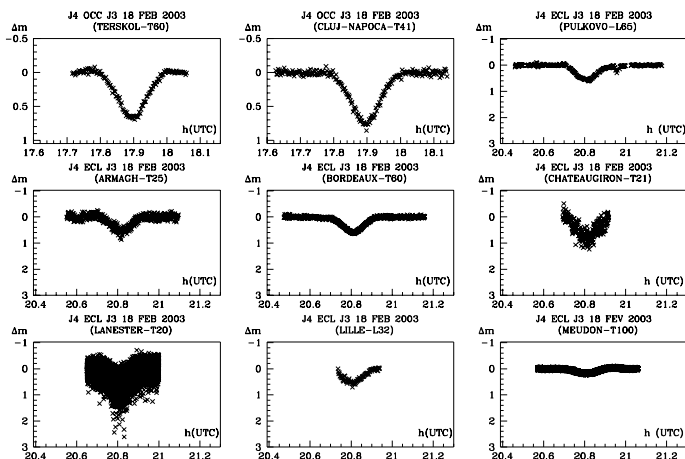 J4 OCC J3 18 FEB 2003
(TERSKOL-T60)
Δm
-0.5
0
0.5
1
h(UTC)
17.6 17.7 17.8 17.9 18 18.1
J4 OCC J3 18 FEB 2003
(CLUJ-NAPOCA-T41)
Δm
-0.5
0
0.5
1
h(UTC)
17.6 17.7 17.8 17.9 18 18.1
J4 ECL J3 18 FEB 2003
(PULKOVO-L65)
Δm
-1
0
1
2
3
h(UTC)
20.4 20.6 20.8 21 21.2
J4 ECL J3 18 FEB 2003
(ARMAGH-T25)
Δm
-1
0
1
2
3
h(UTC)
20.4 20.6 20.8 21 21.2
J4 ECL J3 18 FEB 2003
(BORDEAUX-T60)
Δm
-1
0
1
2
3
h(UTC)
20.4 20.6 20.8 21 21.2
J4 ECL J3 18 FEB 2003
(CHATEAUGIRON-T21)
Δm
-1
0
1
2
3
h (UTC)
20.4 20.6 20.8 21 21.2
J4 ECL J3 18 FEB 2003
(LANESTER-T20)
Δm
-1
0
1
2
3
h(UTC)
20.4 20.6 20.8 21 21.2
J4 ECL J3 18 FEB 2003
(LILLE-L32)
Δm
-1
0
1
2
3
h(UTC)
20.4 20.6 20.8 21 21.2
J4 ECL J3 18 FEV 2003
(MEUDON-T100)
Δm
-1
0
1
2
3
h (UTC)
20.4 20.6 20.8 21 21.2